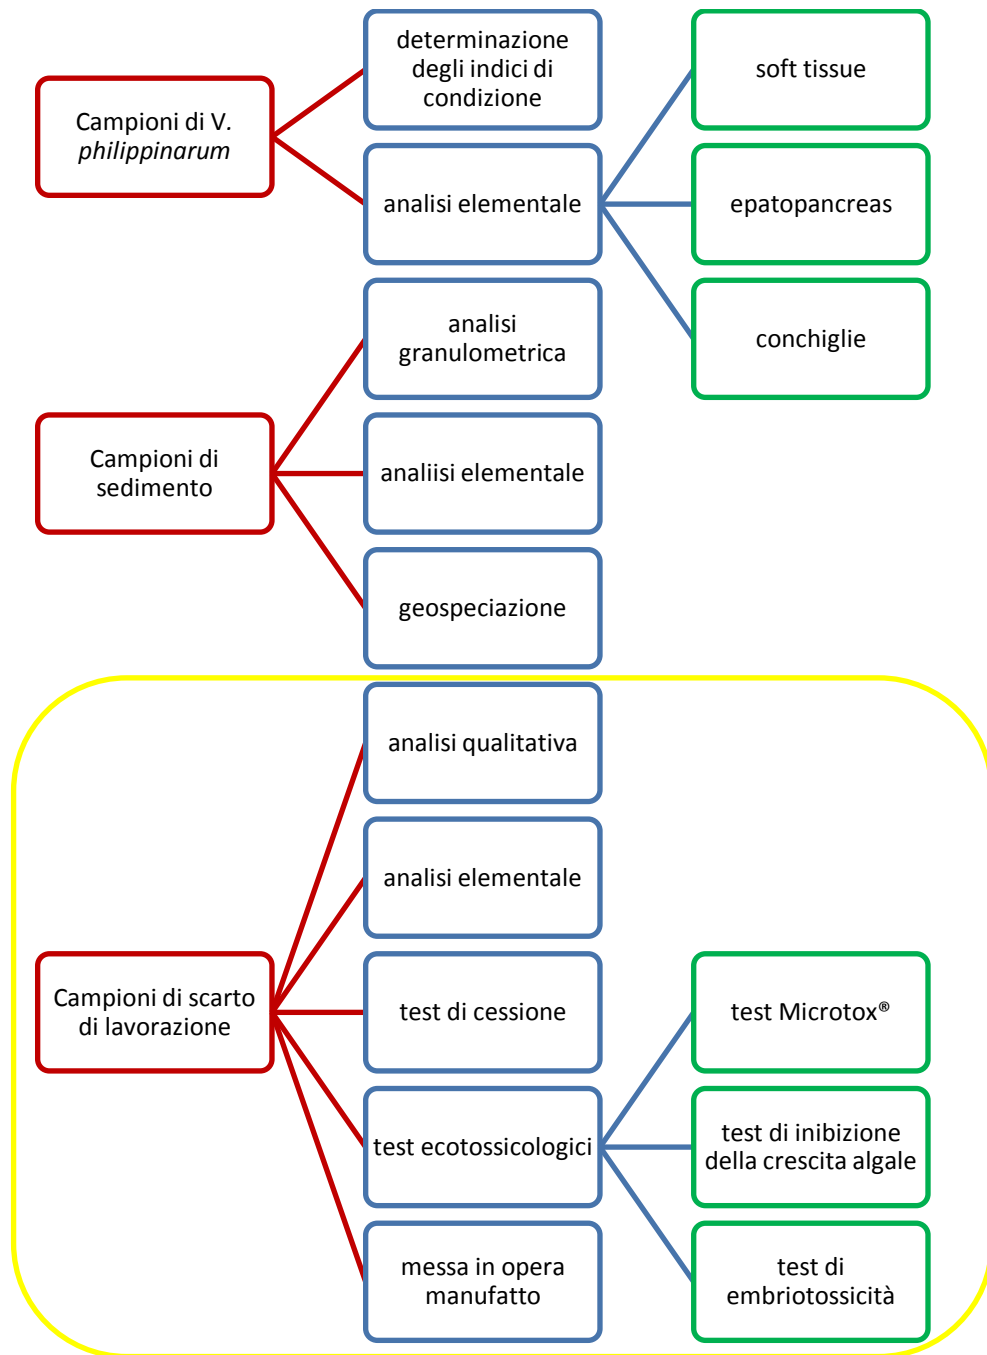 Campioni di V.
philippinarum
determinazione
degli indici di
condizione
analisi elementale
soft tissue
epatopancreas
conchiglie
Campioni di
sedimento
analisi
granulometrica
analiisi elementale
geospeciazione
Campioni di scarto
di lavorazione
analisi qualitativa
analisi elementale
test di cessione
test ecotossicologici
test Microtox®
test di inibizione
della crescita algale
test di
embriotossicità
messa in opera
manufatto